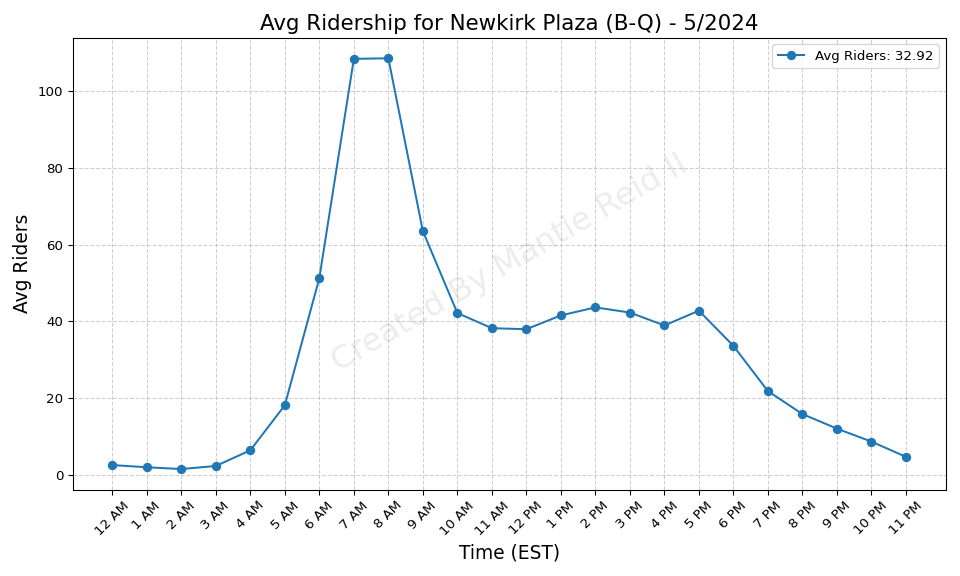 Avg Ridership for Newkirk Plaza (B-Q) - 5/2024
Avg Riders: 32.92
Avg Riders
100
80
60
40
20
0
Created By Mantie Reid II
12 AM
1 AM
2 AM
3 AM
4 AM
5 AM
6 AM
7 AM
8 AM
9 AM
10 AM
11 AM
12 PM
1 PM
2 PM
3 PM
4 PM
5 PM
6 PM
7 PM
8 PM
9 PM
10 PM
11 PM
Time (EST)